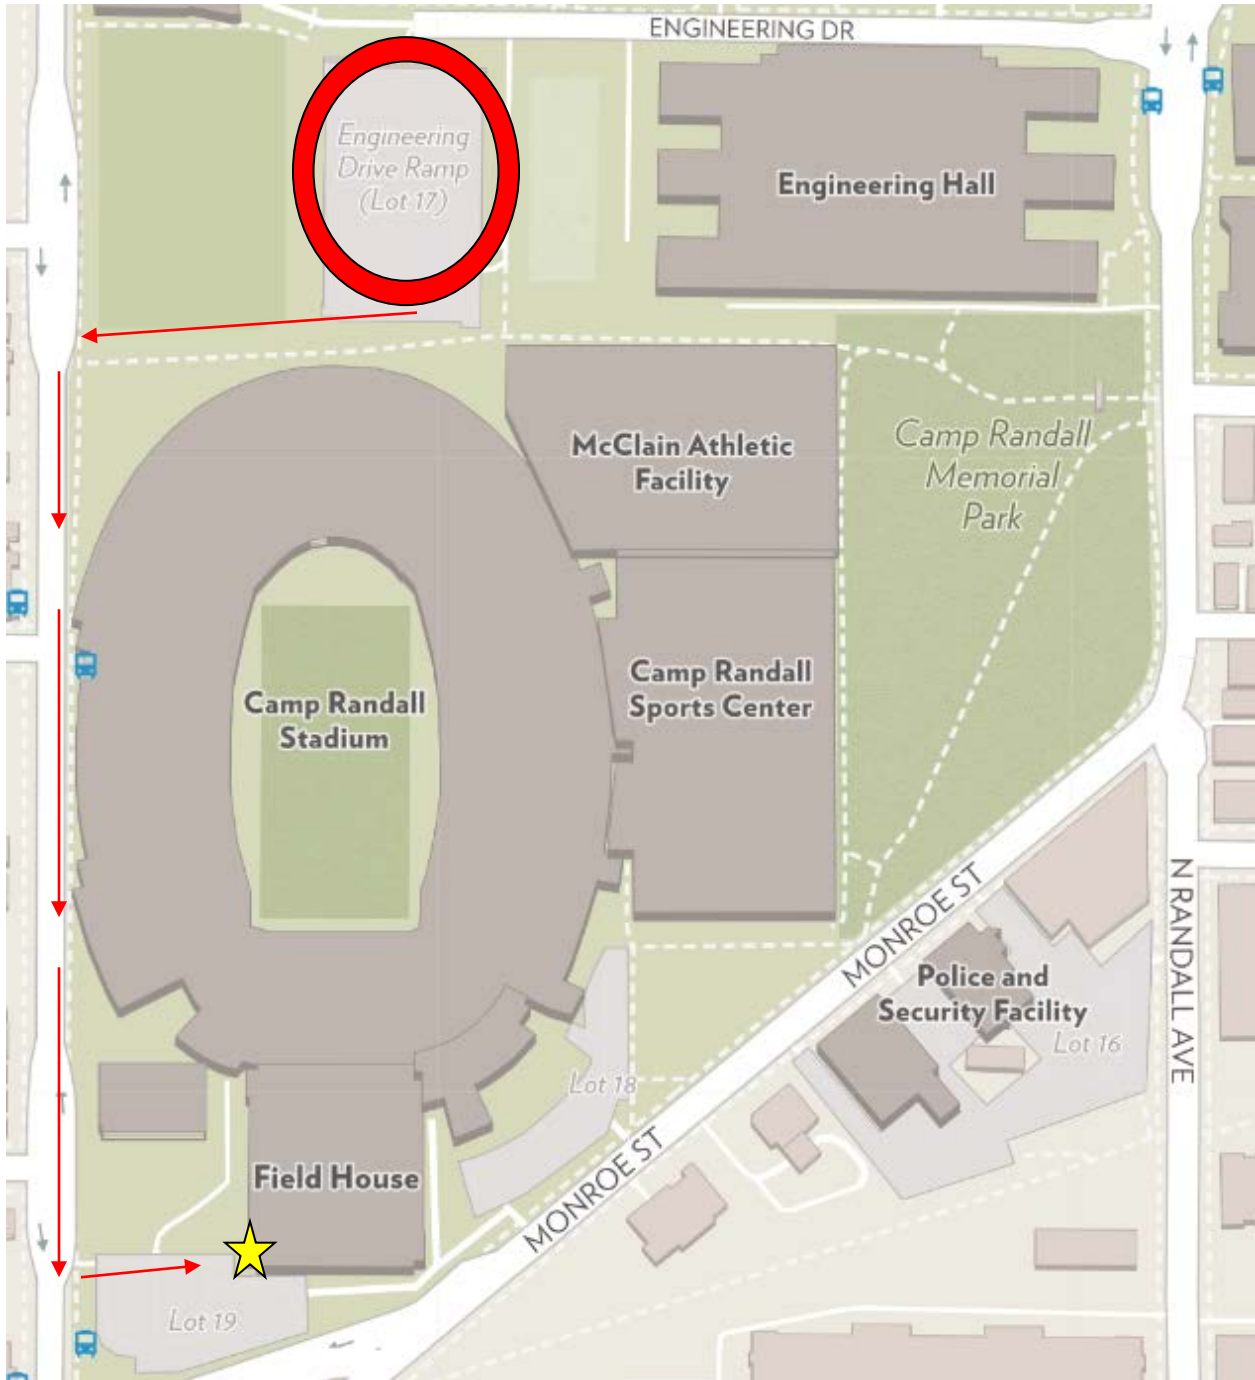 ENGINEERING DR
Engineering
Drive Ramp
(Lot 17)
Engineering Hall
McClain Athletic
Facility
Camp Randall
Memorial
Park
Camp Randall
Stadium
Camp Randall
Sports Center
MONROE ST
N RANDALL AVE
Police and
Security Facility
Lot 16
Lot 18
Field House
MONROE ST
Lot 19